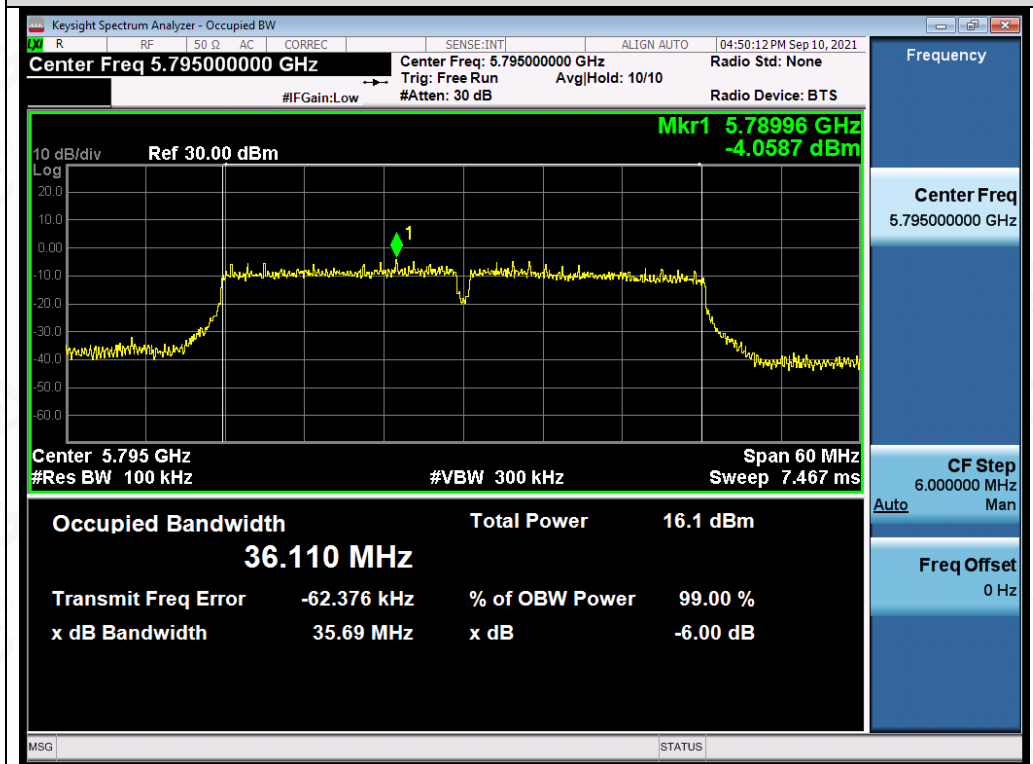 Keysight Spectrum Analyzer - Occupied BW
LXI R RF 50 Ω AC CORREC SENSE:INT ALIGN AUTO 04:50:12 PM Sep 10, 2021
Center Freq 5.795000000 GHz
Center Freq: 5.795000000 GHz
Radio Std: None
Trig: Free Run Avg|Hold: 10/10
#IFGain:Low
#Atten: 30 dB
Radio Device: BTS
Frequency
Mkr1 5.78996 GHz
-4.0587 dBm
10 dB/div Ref 30.00 dBm
Log
20.0
10.0
0.00
-10.0
-20.0
-30.0
-40.0
-50.0
-60.0
1
Center 5.795 GHz Span 60 MHz
#Res BW 100 kHz #VBW 300 kHz Sweep 7.467 ms
Center Freq
5.795000000 GHz
CF Step
6.000000 MHz
Auto Man
Freq Offset
0 Hz
Occupied Bandwidth Total Power 16.1 dBm
36.110 MHz
Transmit Freq Error -62.376 kHz % of OBW Power 99.00 %
x dB Bandwidth 35.69 MHz x dB -6.00 dB
MSG STATUS